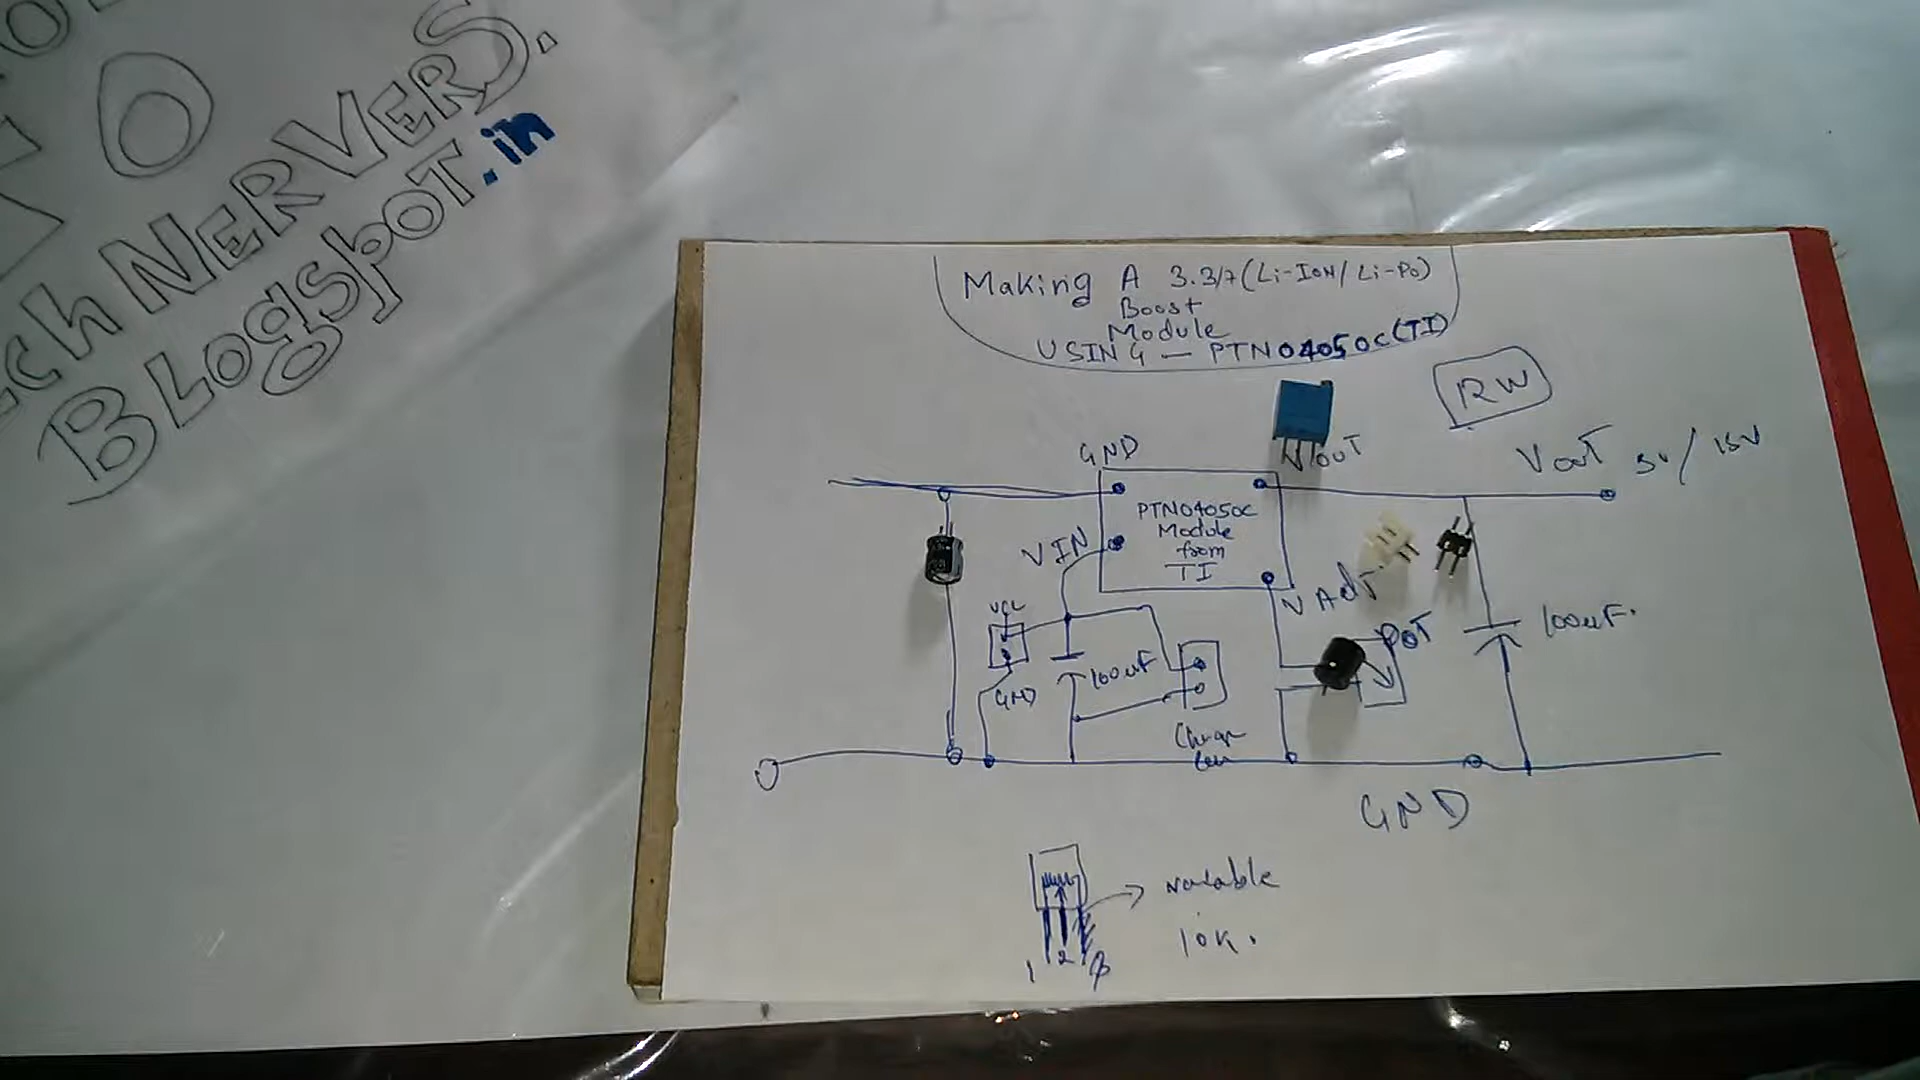 NERVERS.
Blogspot.in
Making A 3.3/7(Li-Ion/Li-Po)
Boost
Module
USING — PTN04050C(TI)
RW
GND
VOUT
Vout 5V/15V
PTN04050C
Module
from
TI
VIN
V Adj
VCC
POT
100uF.
100uF
GND
Charge
GND
variable
10K.
1 2 3